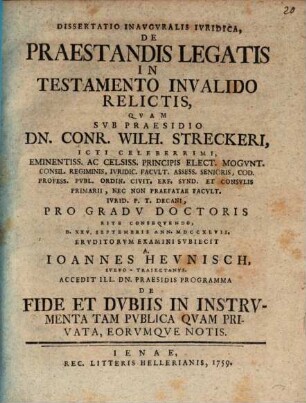 20
DISSERTATIO INAVGVRALIS IVRIDICA,
DE
PRAESTANDIS LEGATIS
IN
TESTAMENTO INVALIDO
RELICTIS,
QVAM
SVB PRAESIDIO
DN. CONR. WILH. STRECKERI,
ICTI CELEBERRIMI,
EMINENTISS. AC CELSISS. PRINCIPIS ELECT. MOGVNT.
CONSIL. REGIMINIS, IVRIDIC. FACVLT. ASSESS. SENIORIS, COD.
PROFESS. PVBL. ORDIN. CIVIT. ERF. SYND. ET CONSVLIS
PRIMARII, NEC NON PRAEFATAE FACVLT.
IVRID. P. T. DECANI,
PRO GRADV DOCTORIS
RITE CONSEQVENDO,
D. XXV. SEPTEMBRIS ANN. MDCCXLVII,
ERVDITORVM EXAMINI SVBIECIT
A.
IOANNES HEVNISCH,
SVEVO-TRAIECTANVS.
ACCEDIT ILL. DN. PRAESIDIS PROGRAMMA
DE
FIDE ET DVBIIS IN INSTRV-
MENTA TAM PVBLICA QVAM PRI-
VATA, EORVMQVE NOTIS.
IENAE,
REC. LITTERIS HELLERIANIS, 1759.